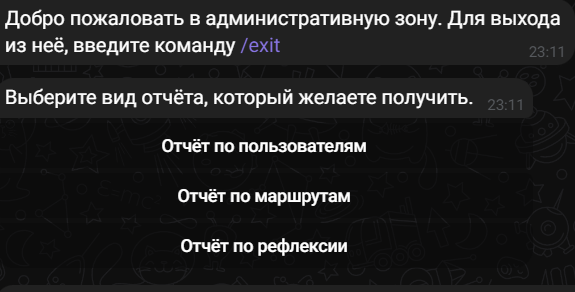 Добро пожаловать в административную зону. Для выхода
из неё, введите команду /exit
23:11
Выберите вид отчёта, который желаете получить.
23:11
Отчёт по пользователям
Отчёт по маршрутам
Отчёт по рефлексии